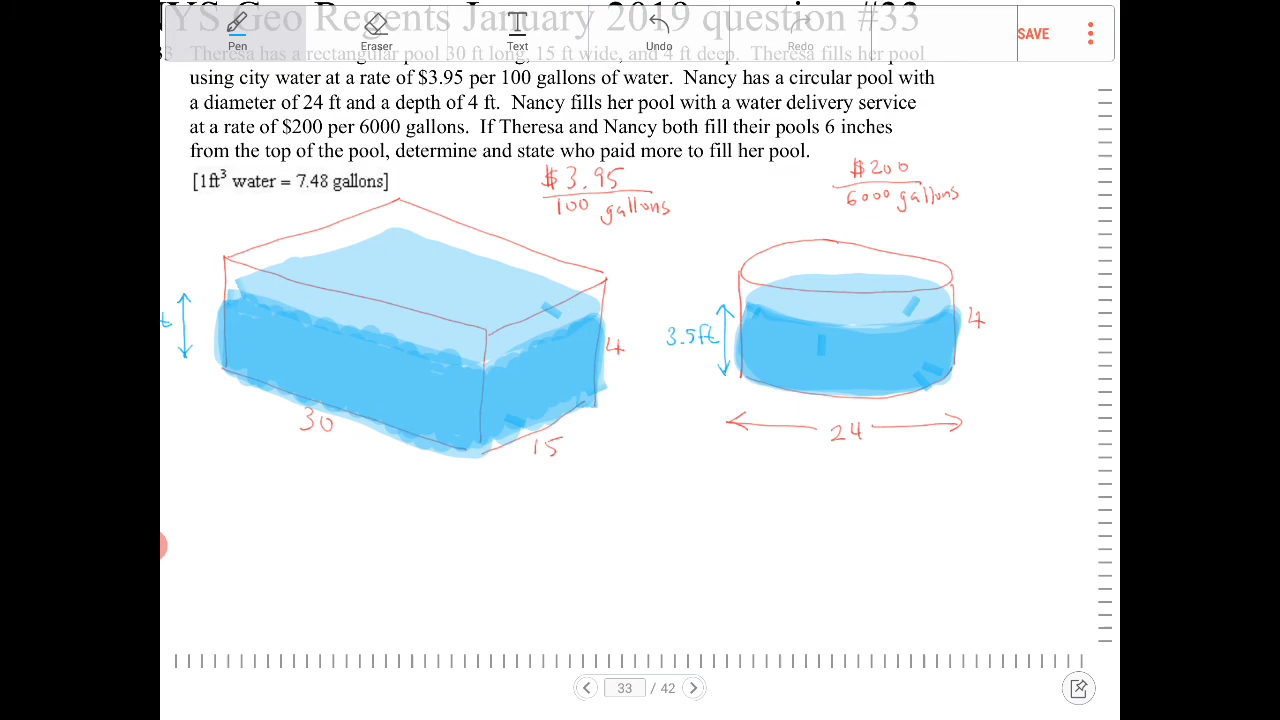 NYS Geo Regents January 2019 question #33
Pen
Eraser
Text
Undo
Redo
SAVE
33 Theresa has a rectangular pool 30 ft long, 15 ft wide, and 4 ft deep. Theresa fills her pool
using city water at a rate of $3.95 per 100 gallons of water. Nancy has a circular pool with
a diameter of 24 ft and a depth of 4 ft. Nancy fills her pool with a water delivery service
at a rate of $200 per 6000 gallons. If Theresa and Nancy both fill their pools 6 inches
from the top of the pool, determine and state who paid more to fill her pool.
[1ft³ water = 7.48 gallons]
$3.95
100 gallons
$200
6000 gallons
t
4
30
15
3.5ft
4
24
33 / 42